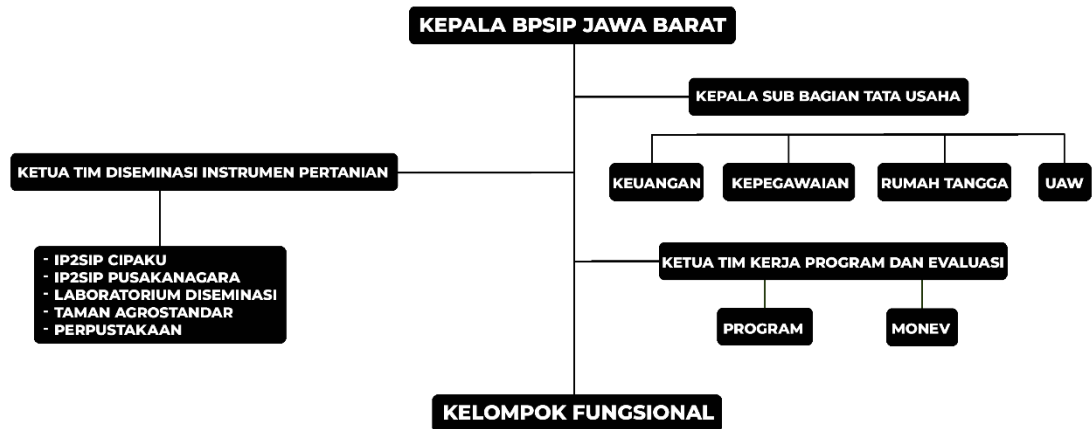 KEPALA BPSIP JAWA BARAT
KEPALA SUB BAGIAN TATA USAHA
KETUA TIM DISEMINASI INSTRUMEN PERTANIAN
KEUANGAN
KEPEGAWAIAN
RUMAH TANGGA
UAW
- IP2SIP CIPAKU
- IP2SIP PUSAKANAGARA
- LABORATORIUM DISEMINASI
- TAMAN AGROSTANDAR
- PERPUSTAKAAN
KETUA TIM KERJA PROGRAM DAN EVALUASI
PROGRAM
MONEV
KELOMPOK FUNGSIONAL